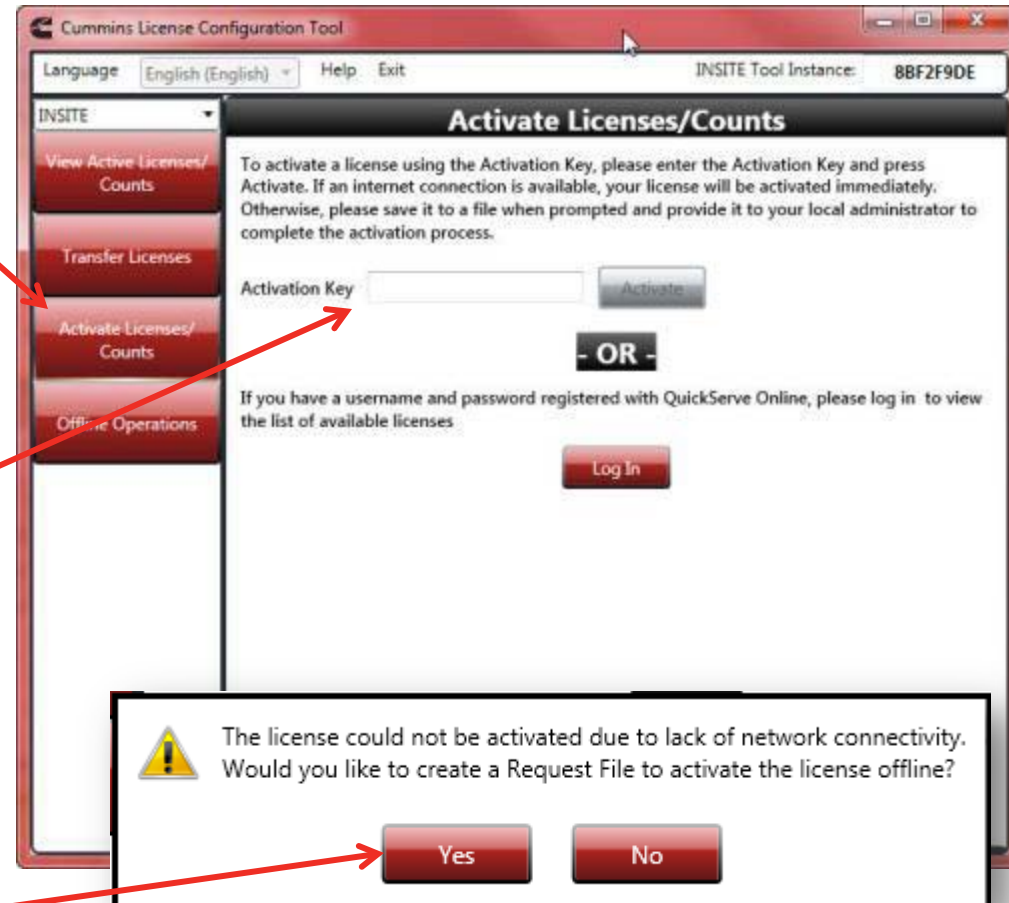 Cummins License Configuration Tool
Language English (English) Help Exit INSITE Tool Instance: 8BF2F9DE
INSITE
Activate Licenses/Counts
View Active Licenses/
Counts
Transfer Licenses
Activate Licenses/
Counts
Offline Operations
To activate a license using the Activation Key, please enter the Activation Key and press
Activate. If an internet connection is available, your license will be activated immediately.
Otherwise, please save it to a file when prompted and provide it to your local administrator to
complete the activation process.
Activation Key Activate
- OR -
If you have a username and password registered with QuickServe Online, please log in to view
the list of available licenses
Log In
The license could not be activated due to lack of network connectivity.
Would you like to create a Request File to activate the license offline?
Yes No